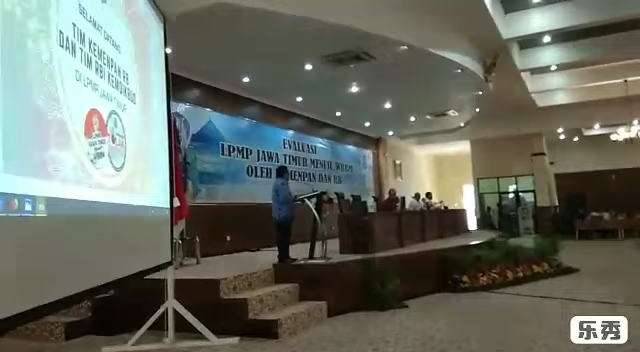 SELAMAT DATANG
TIM KEMENPAN RB
DAN TIM RBI KEMDIKBUD
DI LPMP JAWA TIMUR
EVALUASI
LPMP JAWA TIMUR MENUJU WBBM
OLEH KEMENPAN DAN RB
乐秀